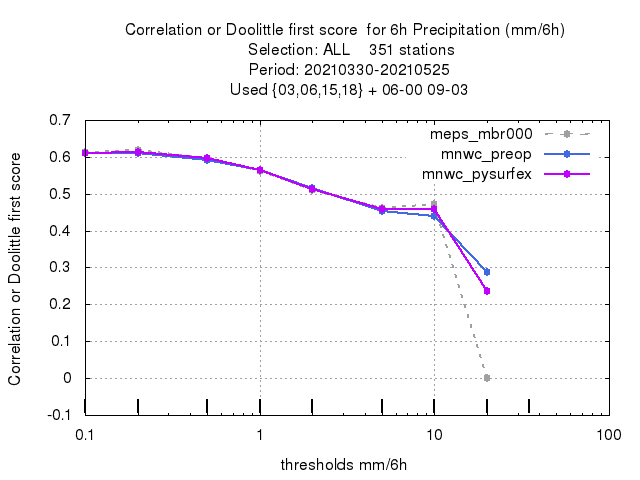 Correlation or Doolittle first score  for 6h Precipitation (mm/6h)
Selection: ALL    351 stations
Period: 20210330-20210525
Used {03,06,15,18} + 06-00 09-03
Correlation or Doolittle first score
0.7
0.6
0.5
0.4
0.3
0.2
0.1
0
-0.1
meps_mbr000
mnwc_preop
mnwc_pysurfex
0.1 1 10 100
thresholds mm/6h